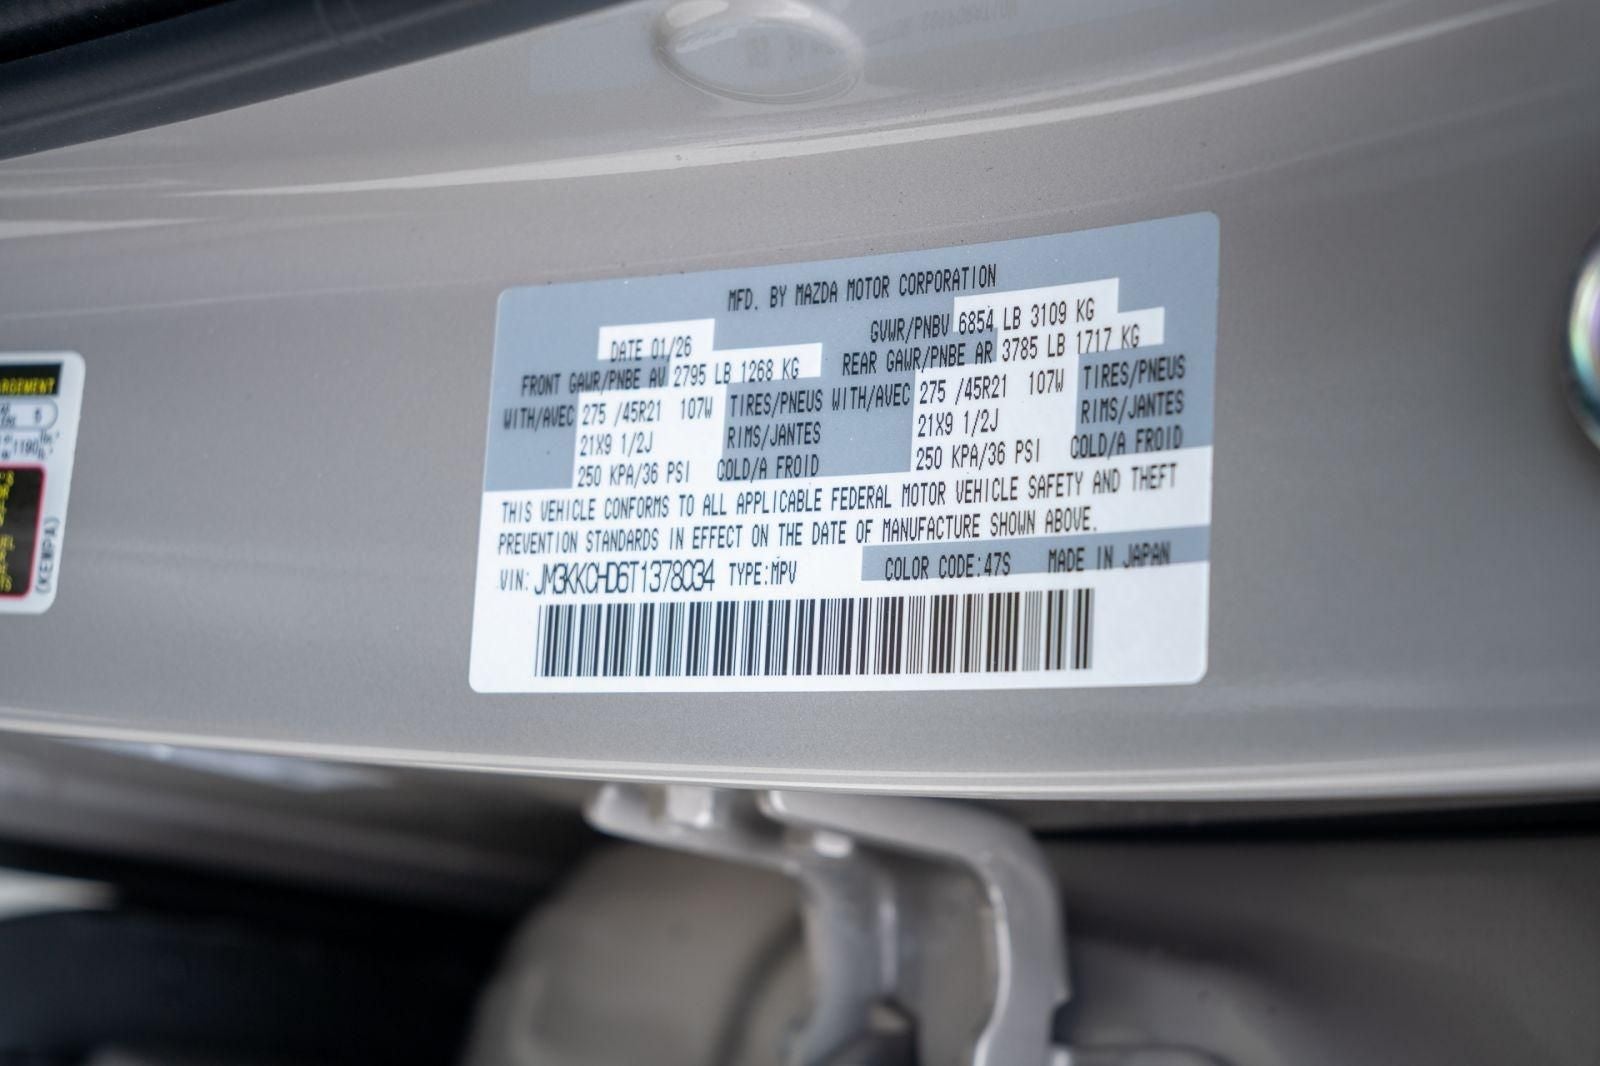 MFD. BY MAZDA MOTOR CORPORATION
DATE 01/26 GVWR/PNBV 6854 LB 3109 KG
FRONT GAWR/PNBE AV 2795 LB 1268 KG REAR GAWR/PNBE AR 3785 LB 1717 KG
WITH/AVEC 275 /45R21 107W TIRES/PNEUS WITH/AVEC 275 /45R21 107W TIRES/PNEUS
21X9 1/2J RIMS/JANTES 21X9 1/2J RIMS/JANTES
250 KPA/36 PSI COLD/A FROID 250 KPA/36 PSI COLD/A FROID
THIS VEHICLE CONFORMS TO ALL APPLICABLE FEDERAL MOTOR VEHICLE SAFETY AND THEFT
PREVENTION STANDARDS IN EFFECT ON THE DATE OF MANUFACTURE SHOWN ABOVE.
VIN: JM3KKCHD6T1378034 TYPE:MPV COLOR CODE:47S MADE IN JAPAN
1190
(KEMPA)